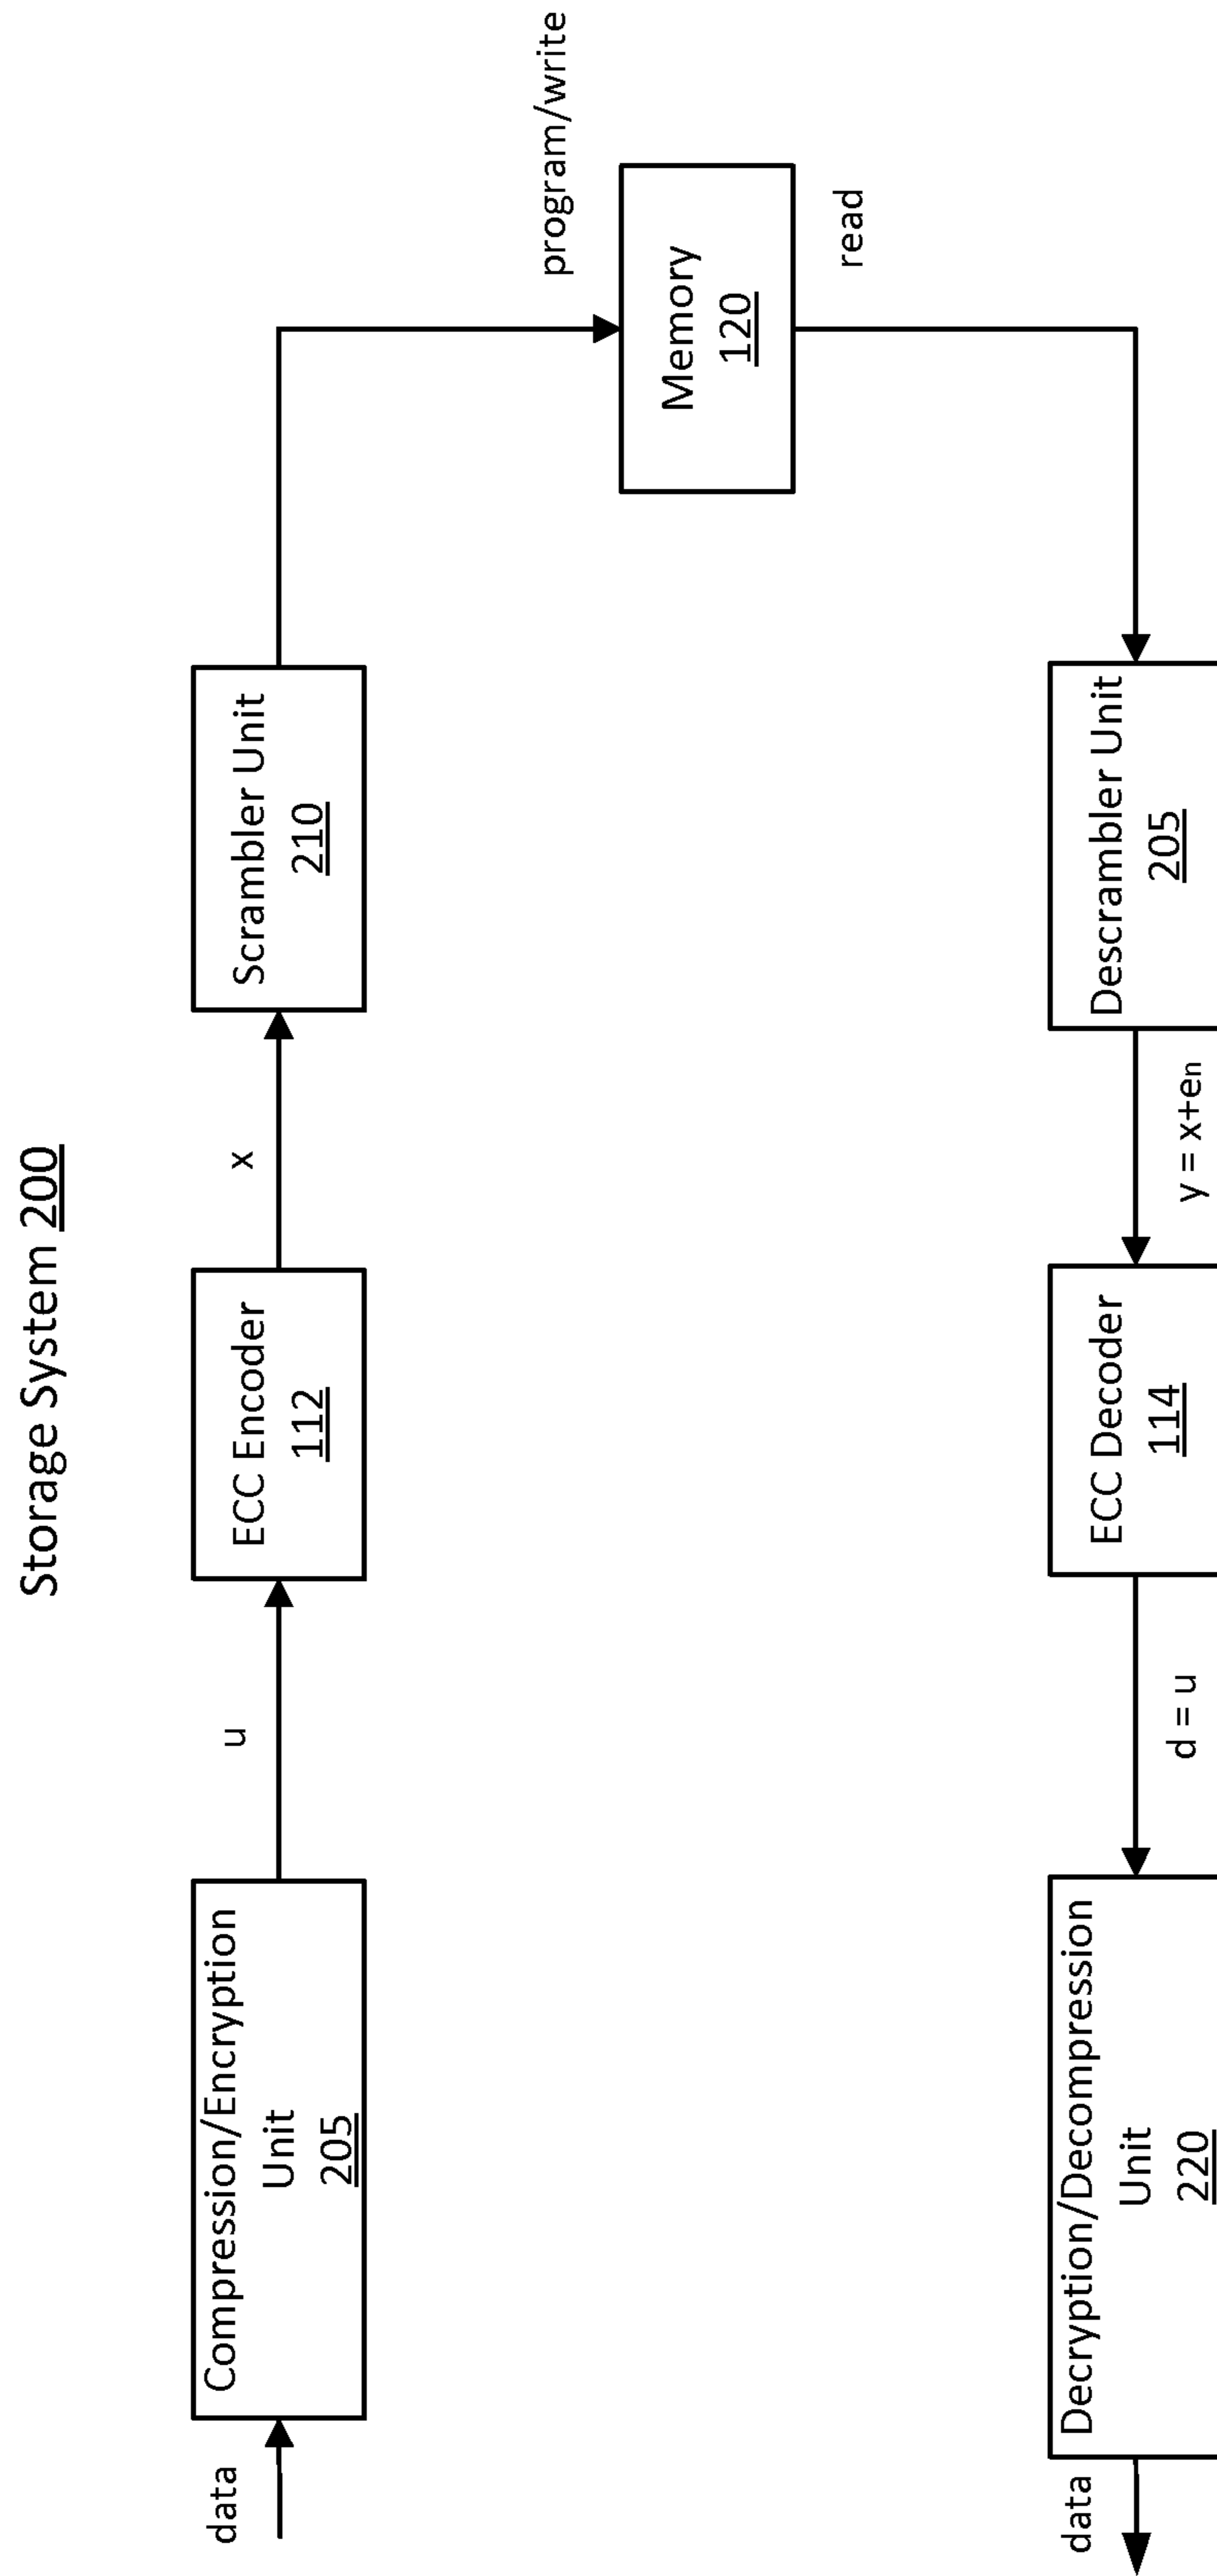 Storage System 200
data
Compression/Encryption
Unit
205
u
ECC Encoder
112
x
Scrambler Unit
210
program/write
Memory
120
read
Descrambler Unit
205
y = x+en
ECC Decoder
114
d = u
Decryption/Decompression
Unit
220
data